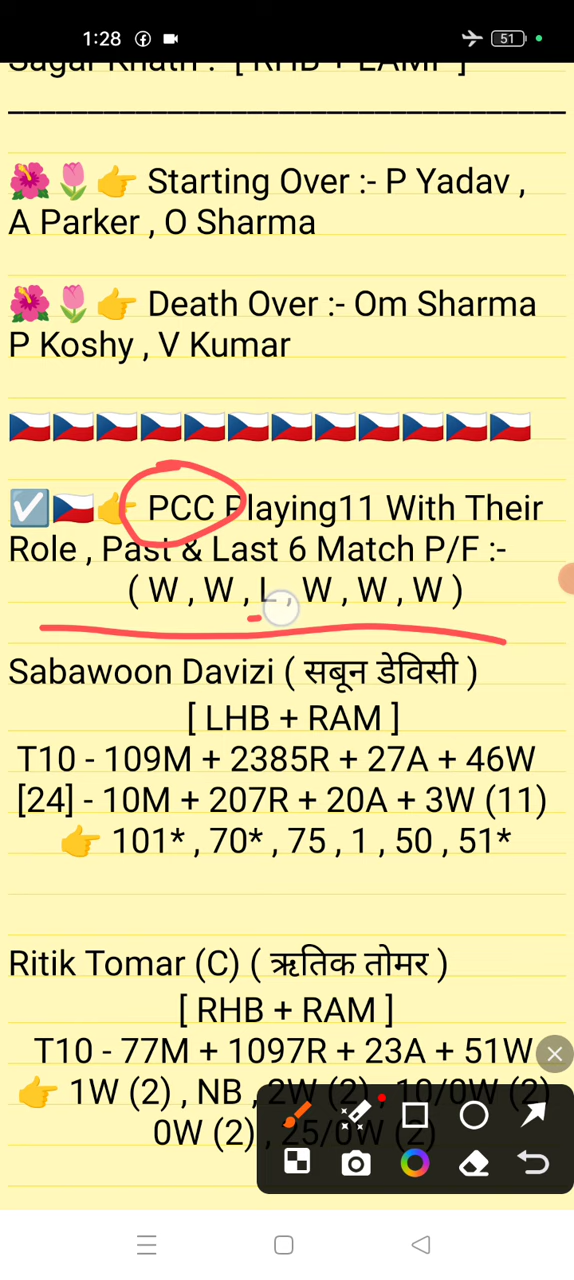 1:28 51
Sagar Khatri : [ RHB +
🌺🌷👉 Starting Over :- P Yadav ,
A Parker , O Sharma
🌺🌷👉 Death Over :- Om Sharma
P Koshy , V Kumar
🇨🇿🇨🇿🇨🇿🇨🇿🇨🇿🇨🇿🇨🇿🇨🇿🇨🇿🇨🇿🇨🇿🇨🇿
☑️🇨🇿👉 PCC Playing11 With Their
Role , Past & Last 6 Match P/F :-
( W , W , L , W , W , W )
Sabawoon Davizi ( सबून डेविसी )
[ LHB + RAM ]
T10 - 109M + 2385R + 27A + 46W
[24] - 10M + 207R + 20A + 3W (11)
👉 101* , 70* , 75 , 1 , 50 , 51*
Ritik Tomar (C) ( ऋतिक तोमर )
[ RHB + RAM ]
T10 - 77M + 1097R + 23A + 51W
👉 1W (2) , NB , 2W (2) , 10/0W (2)
0W (2) , 25/0W (2)